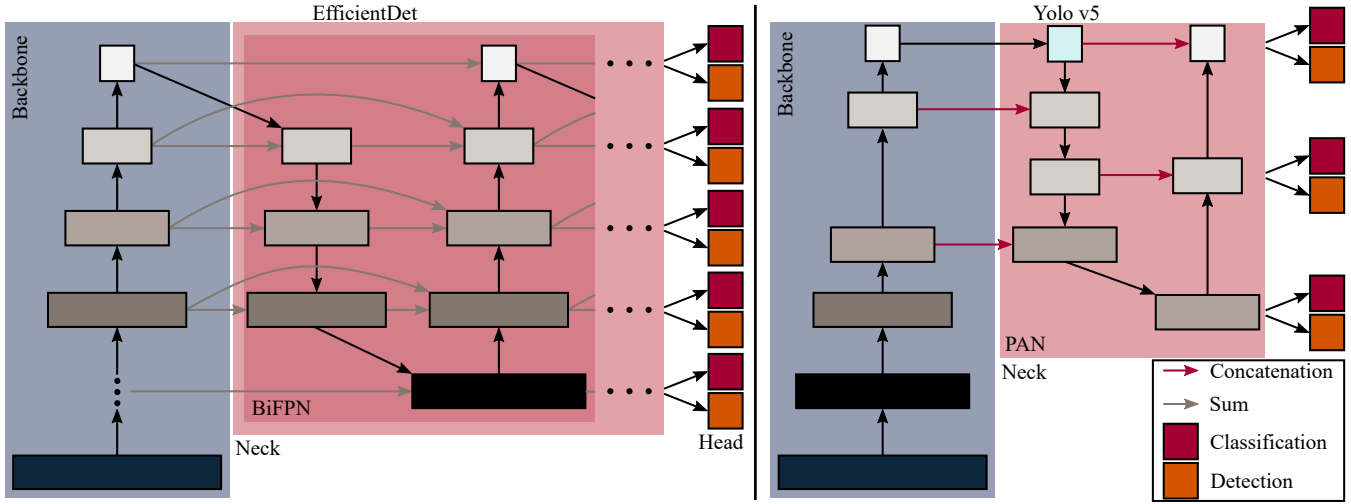 EfficientDet
Backbone
BiFPN
Neck
Head
Yolo v5
Backbone
PAN
Neck
Concatenation
Sum
Classification
Detection